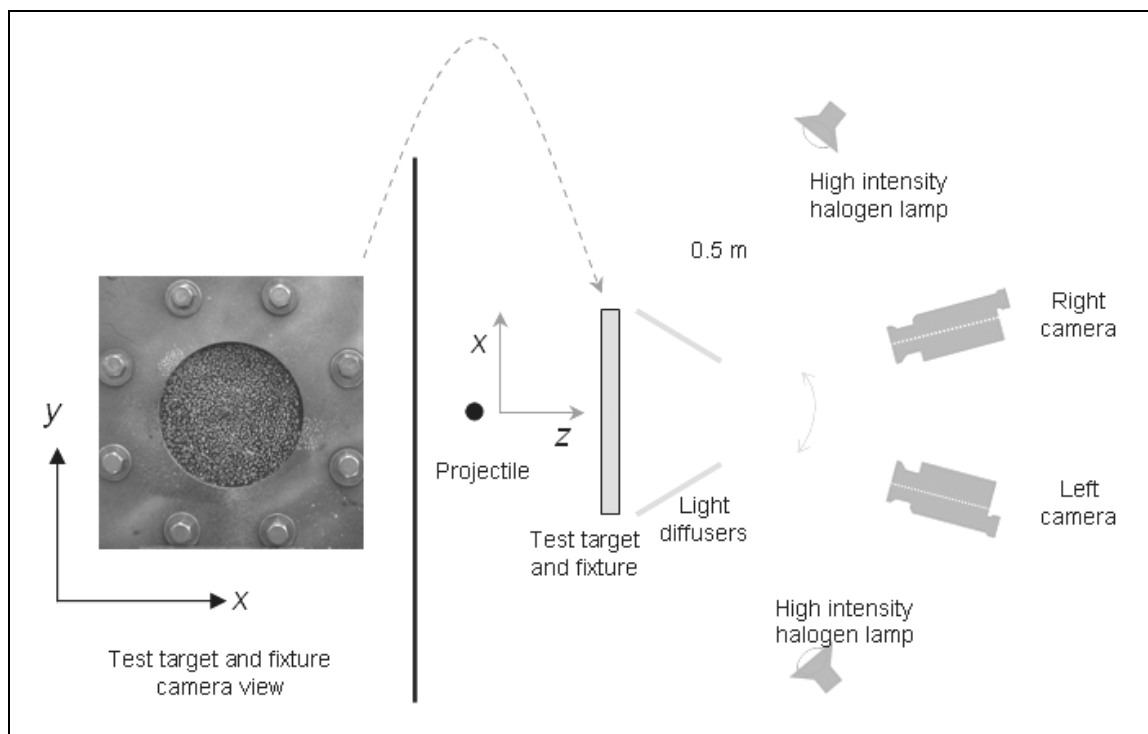 High intensity
halogen lamp
0.5 m
Right
camera
x
z
y
Projectile
Light
diffusers
Left
camera
Test target
and fixture
x
High intensity
halogen lamp
Test target and fixture
camera view